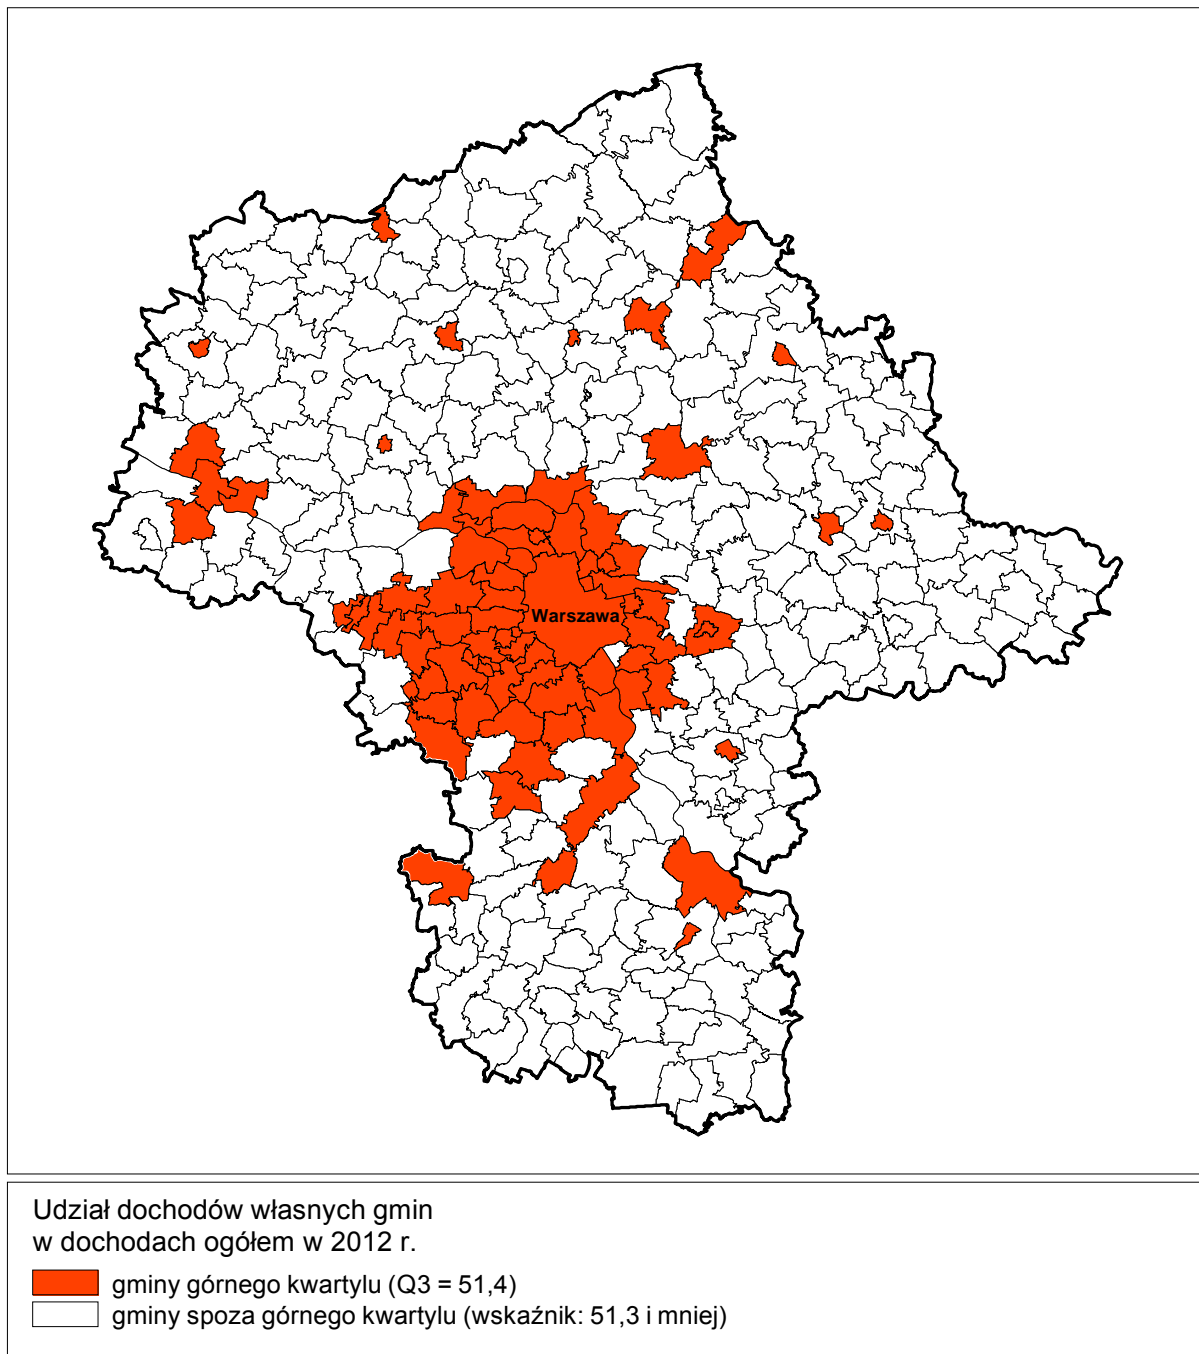 Warszawa
Udział dochodów własnych gmin
w dochodach ogółem w 2012 r.
gminy górnego kwartylu (Q3 = 51,4)
gminy spoza górnego kwartylu (wskaźnik: 51,3 i mniej)